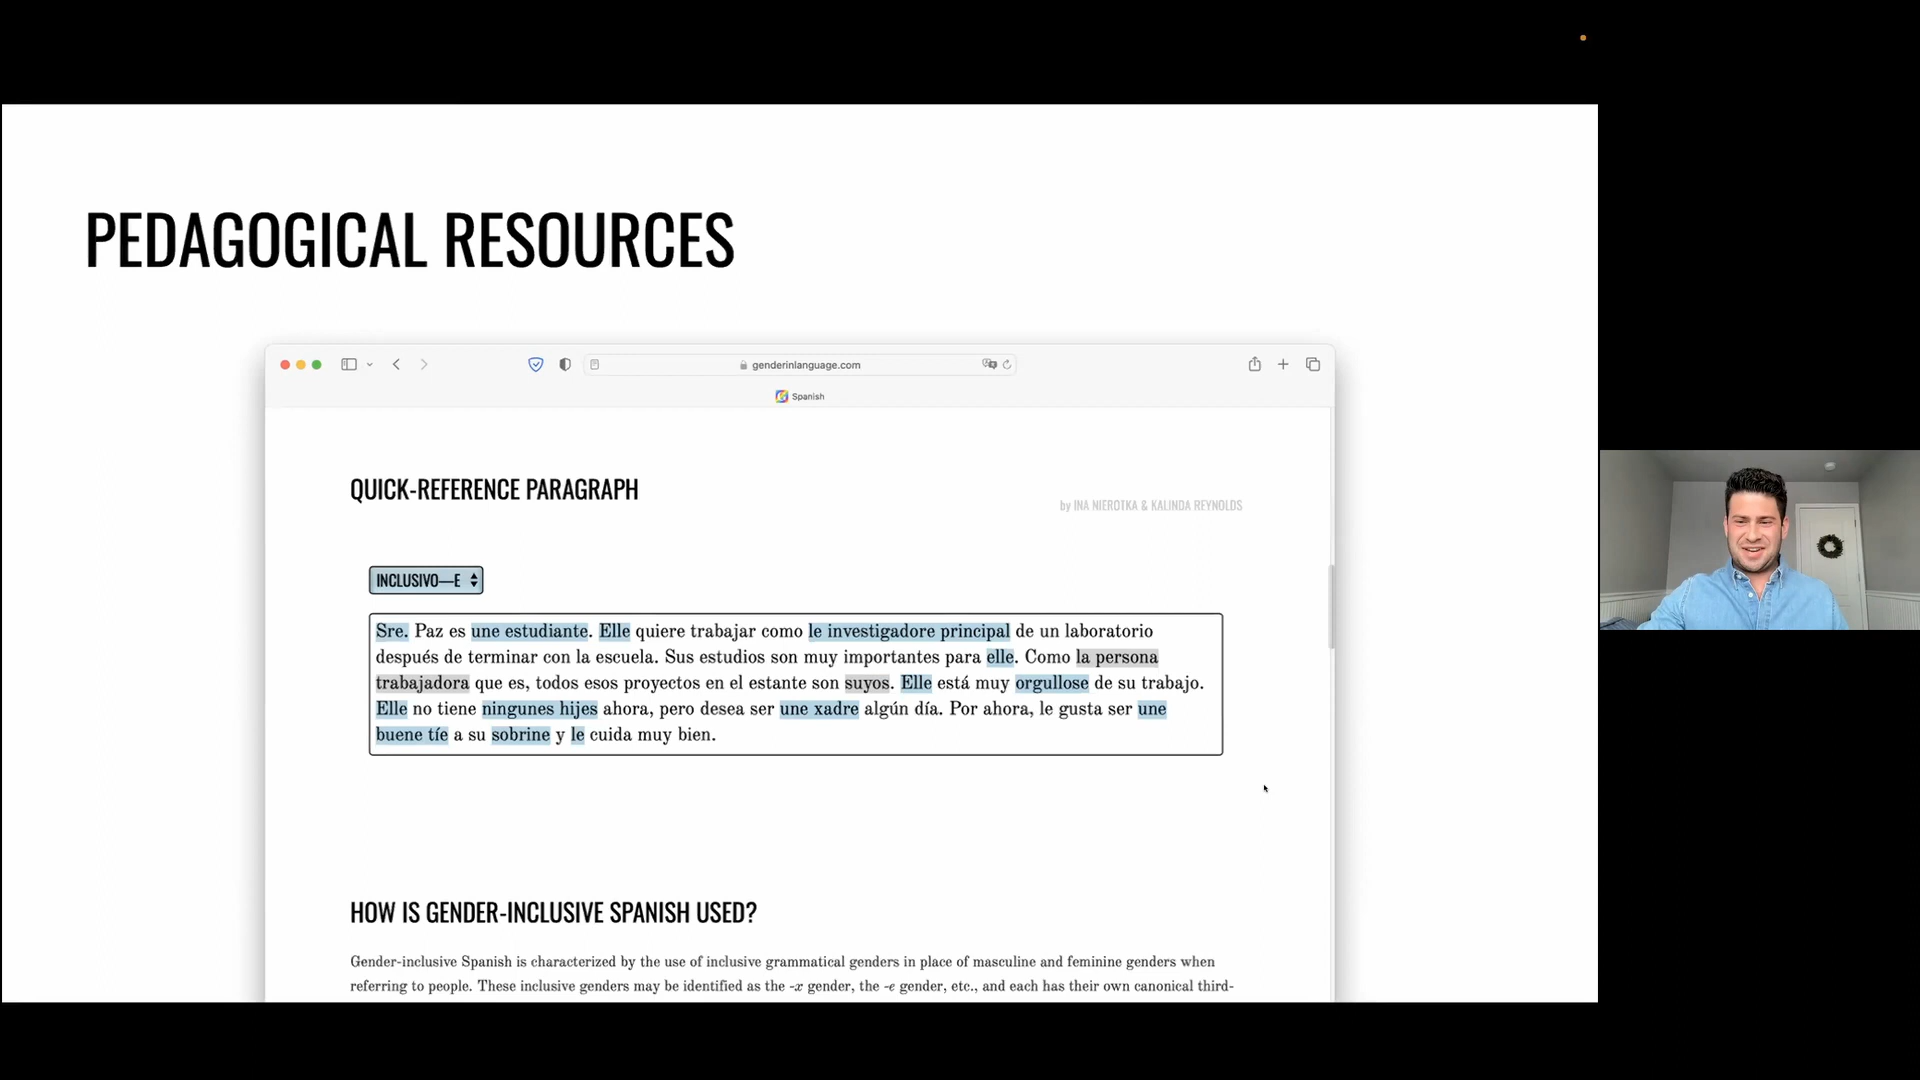 PEDAGOGICAL RESOURCES
genderinlanguage.com
Spanish
QUICK-REFERENCE PARAGRAPH
by INA NIEROTKA & KALINDA REYNOLDS
INCLUSIVO—E
Sre. Paz es une estudiante. Elle quiere trabajar como le investigadore principal de un laboratorio
después de terminar con la escuela. Sus estudios son muy importantes para elle. Como la persona
trabajadora que es, todos esos proyectos en el estante son suyos. Elle está muy orgullose de su trabajo.
Elle no tiene ningunes hijes ahora, pero desea ser une xadre algún día. Por ahora, le gusta ser une
buene tíe a su sobrine y le cuida muy bien.
HOW IS GENDER-INCLUSIVE SPANISH USED?
Gender-inclusive Spanish is characterized by the use of inclusive grammatical genders in place of masculine and feminine genders when
referring to people. These inclusive genders may be identified as the -x gender, the -e gender, etc., and each has their own canonical third-